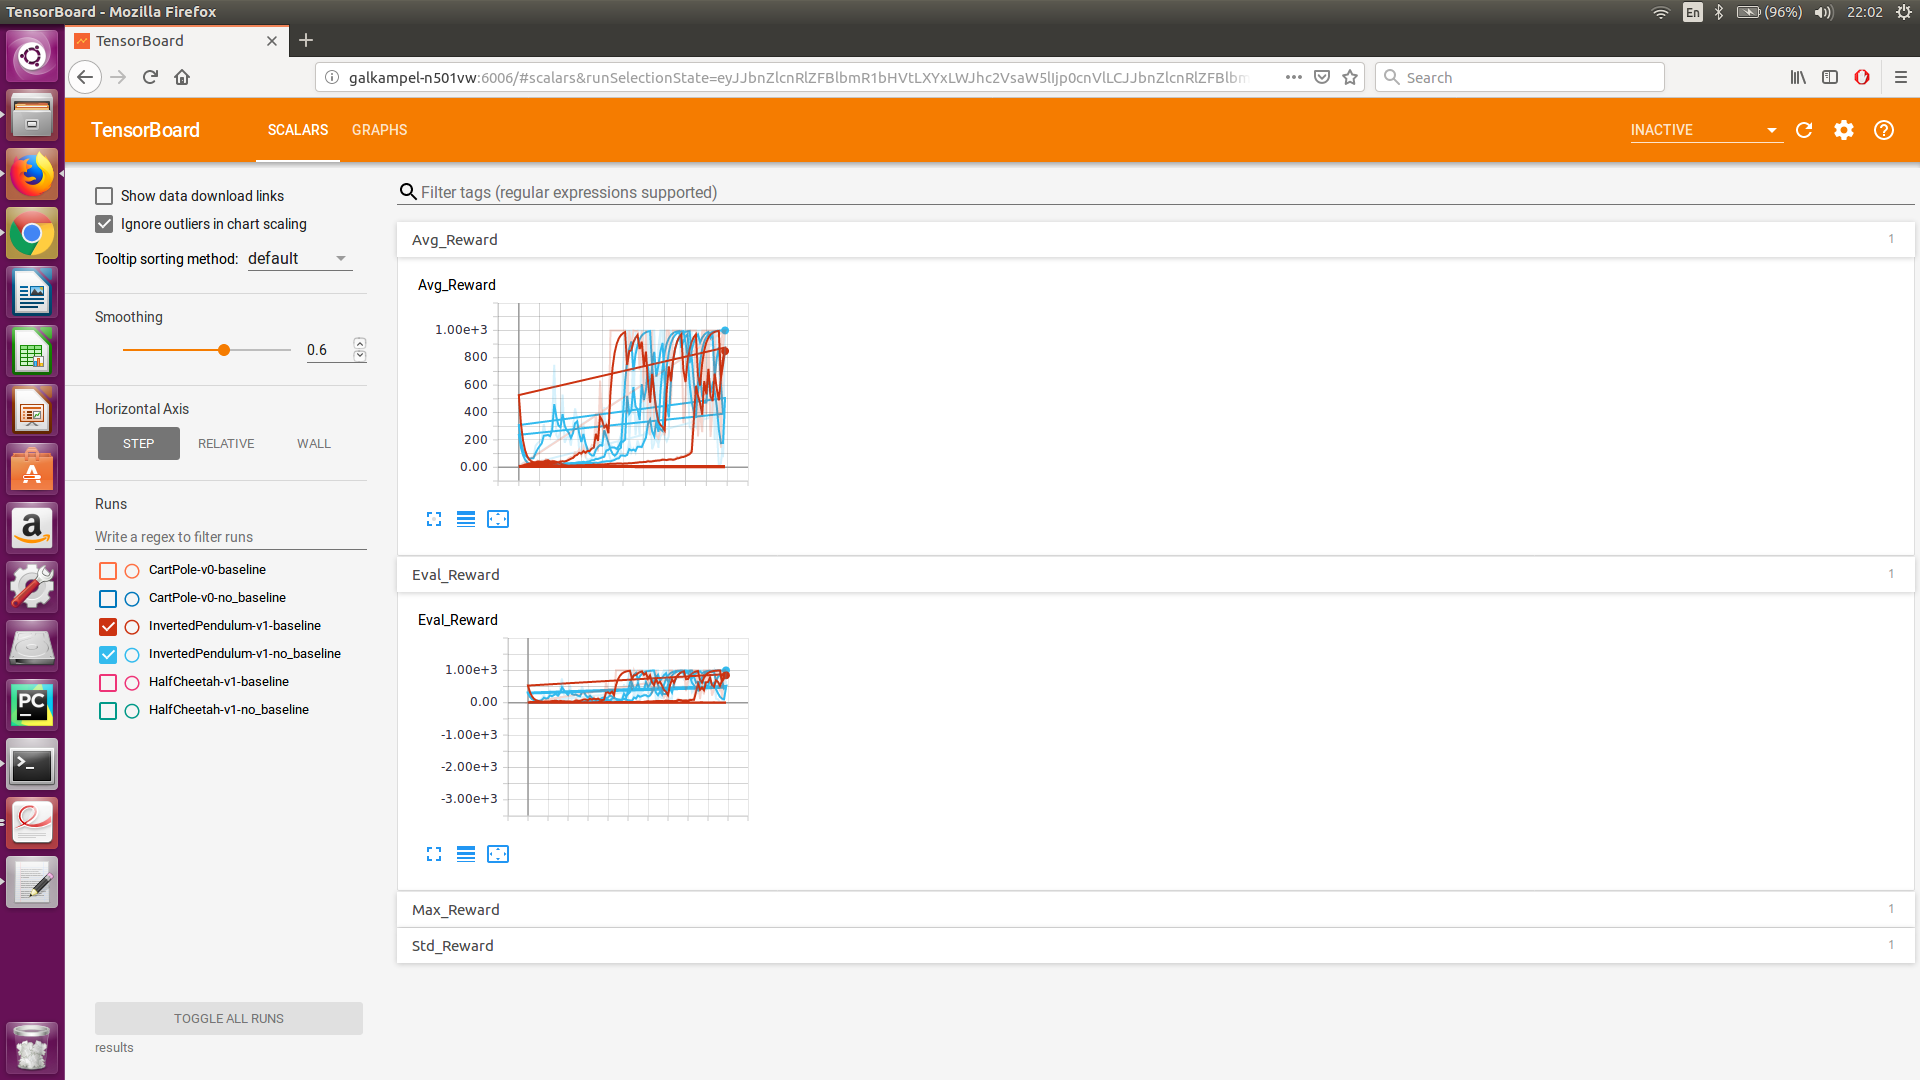 TensorBoard - Mozilla Firefox
En
(96%)
22:02
TensorBoard
galkampel-n501vw:6006/#scalars&runSelectionState=eyJJbnZlcnRlZFBlbmR1bHVtLXYxLWJhc2VsaW5lIjp0cnVlLCJJbnZlcnRlZFBlbm
Search
TensorBoard
SCALARS
GRAPHS
INACTIVE
Show data download links
Ignore outliers in chart scaling
Tooltip sorting method: default
Smoothing
0.6
Horizontal Axis
STEP
RELATIVE
WALL
Runs
Write a regex to filter runs
CartPole-v0-baseline
CartPole-v0-no_baseline
InvertedPendulum-v1-baseline
InvertedPendulum-v1-no_baseline
HalfCheetah-v1-baseline
HalfCheetah-v1-no_baseline
TOGGLE ALL RUNS
results
Filter tags (regular expressions supported)
Avg_Reward
1
Avg_Reward
1.00e+3
800
600
400
200
0.00
Eval_Reward
1
Eval_Reward
1.00e+3
0.00
-1.00e+3
-2.00e+3
-3.00e+3
Max_Reward
1
Std_Reward
1
PC